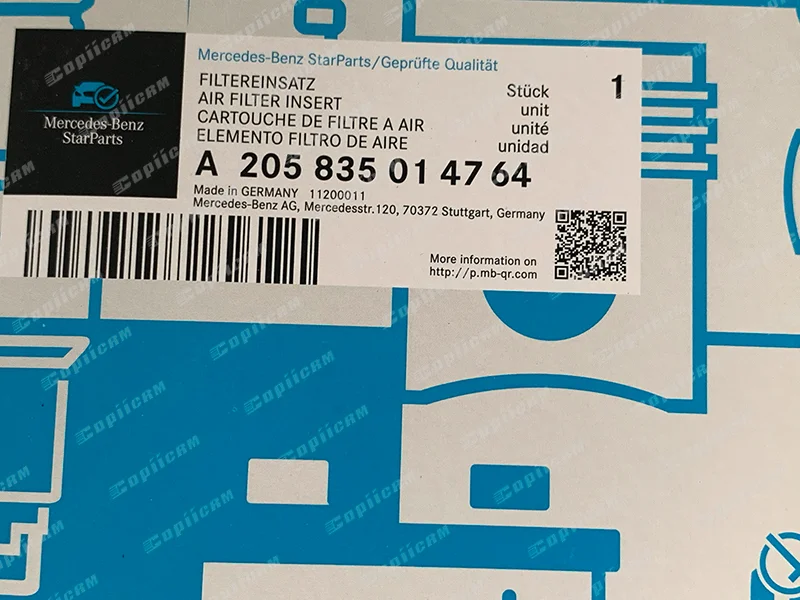 Mercedes-Benz StarParts/Geprüfte Qualität
FILTEREINSATZ
AIR FILTER INSERT
CARTOUCHE DE FILTRE A AIR
ELEMENTO FILTRO DE AIRE
Stück
unit
unité
unidad
1
Mercedes-Benz
StarParts
A 205 835 01 47 64
Made in GERMANY 11200011
Mercedes-Benz AG, Mercedesstr.120, 70372 Stuttgart, Germany
More information on
http://p.mb-qr.com
Copiicam